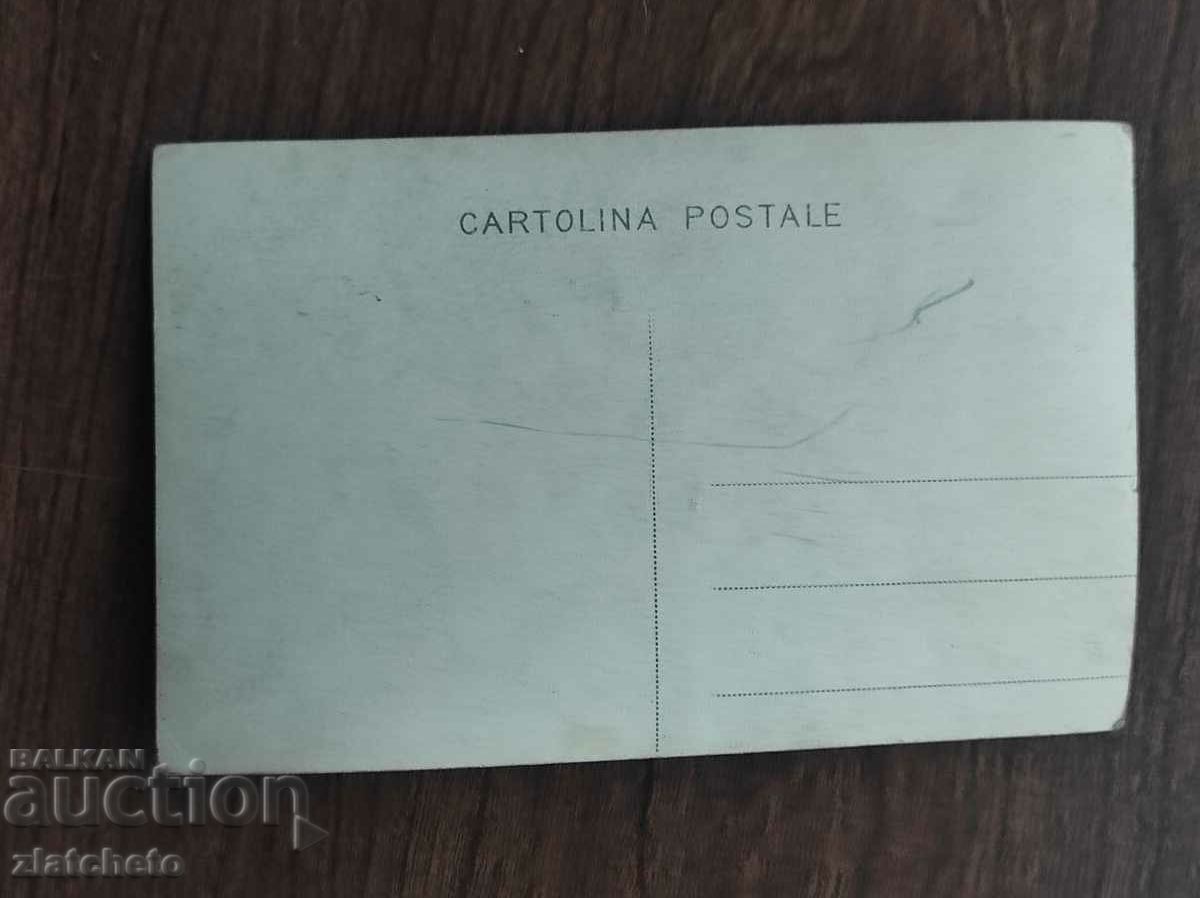 CARTOLINA POSTALE
BALKAN
auction
zlatcheto